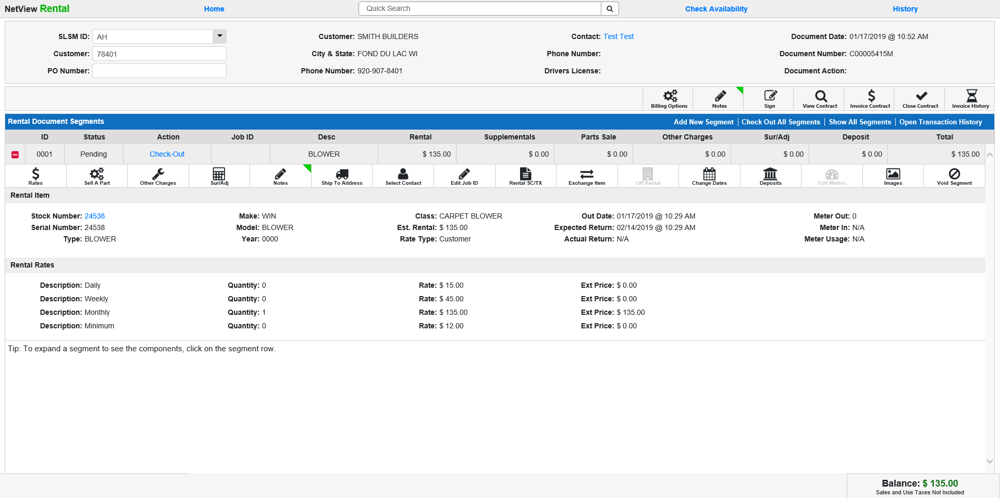 NetView Rental Home Quick Search Check Availability History
SLSM ID: AH Customer: SMITH BUILDERS Contact: Test Test Document Date: 01/17/2019 @ 10:52 AM
Customer: 78401 City & State: FOND DU LAC WI Phone Number: Document Number: C00005415M
PO Number: Phone Number: 920-907-8401 Drivers License: Document Action:
Billing Options Notes Sign View Contract Invoice Contract Close Contract Invoice History
Rental Document Segments Add New Segment | Check Out All Segments | Show All Segments | Open Transaction History
ID Status Action Job ID Desc Rental Supplementals Parts Sale Other Charges Sur/Adj Deposit Total
0001 Pending Check-Out BLOWER $ 135.00 $ 0.00 $ 0.00 $ 0.00 $ 0.00 $ 0.00 $ 135.00
Rates Sell A Part Other Charges Sur/Adj Notes Ship To Address Select Contact Edit Job ID Rental SC/TX Exchange Item Off Rental Change Dates Deposits Edit Meters Images Void Segment
Rental Item
Stock Number: 24538 Make: WIN Class: CARPET BLOWER Out Date: 01/17/2019 @ 10:29 AM Meter Out: 0
Serial Number: 24538 Model: BLOWER Est. Rental: $ 135.00 Expected Return: 02/14/2019 @ 10:29 AM Meter In: N/A
Type: BLOWER Year: 0000 Rate Type: Customer Actual Return: N/A Meter Usage: N/A
Rental Rates
Description: Daily Quantity: 0 Rate: $ 15.00 Ext Price: $ 0.00
Description: Weekly Quantity: 0 Rate: $ 45.00 Ext Price: $ 0.00
Description: Monthly Quantity: 1 Rate: $ 135.00 Ext Price: $ 135.00
Description: Minimum Quantity: 0 Rate: $ 12.00 Ext Price: $ 0.00
Tip: To expand a segment to see the components, click on the segment row.
Balance: $ 135.00
Sales and Use Taxes Not Included